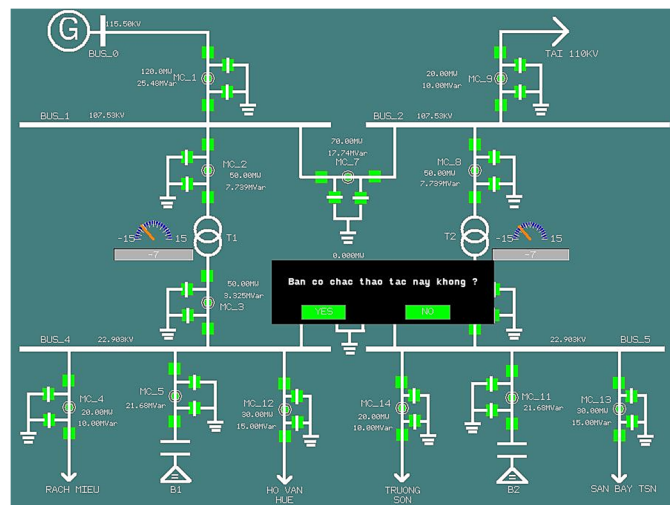 G
115.50KV
BUS_0
120.0MW
25.48MVar
MC_1
TAI 110KV
20.00MW
10.00MVar
MC_9
BUS_1
107.53KV
BUS_2
107.53KV
70.00MW
17.74MVar
MC_7
MC_2
50.00MW
7.739MVar
MC_8
50.00MW
7.739MVar
-15
15
-7
T1
T2
-15
15
-7
0.000MW
Ban co chac thao tac nay khong ?
YES
NO
50.00MW
3.325MVar
MC_3
BUS_4
22.903KV
22.903KV
BUS_5
MC_4
20.00MW
10.00MVar
MC_5
21.68MVar
MC_12
30.00MW
15.00MVar
MC_14
20.00MW
10.00MVar
MC_11
21.68MVar
MC_13
30.00MW
15.00MVar
RACH MIEU
B1
HO VAN
HUE
TRUONG
SON
B2
SAN BAY TSN